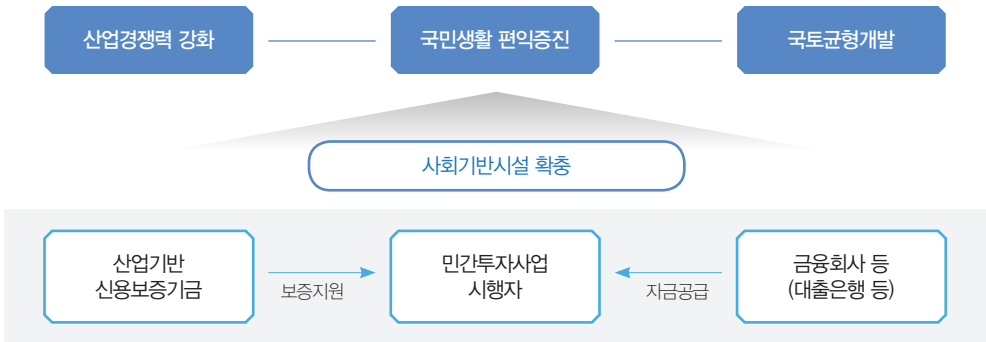 산업경쟁력 강화
국민생활 편익증진
국토균형개발
사회기반시설 확충
산업기반
신용보증기금
보증지원
민간투자사업
시행자
자금공급
금융회사 등
(대출은행 등)